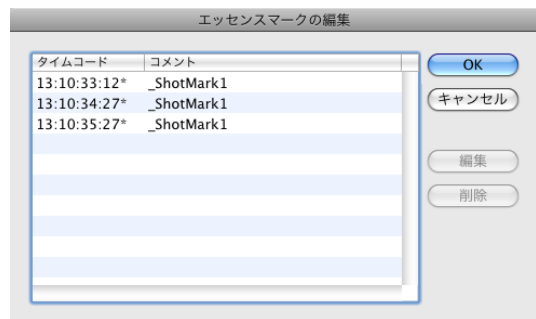 エッセンスマークの編集
タイムコード コメント
13:10:33:12* _ShotMark1
13:10:34:27* _ShotMark1
13:10:35:27* _ShotMark1
OK
キャンセル
編集
削除